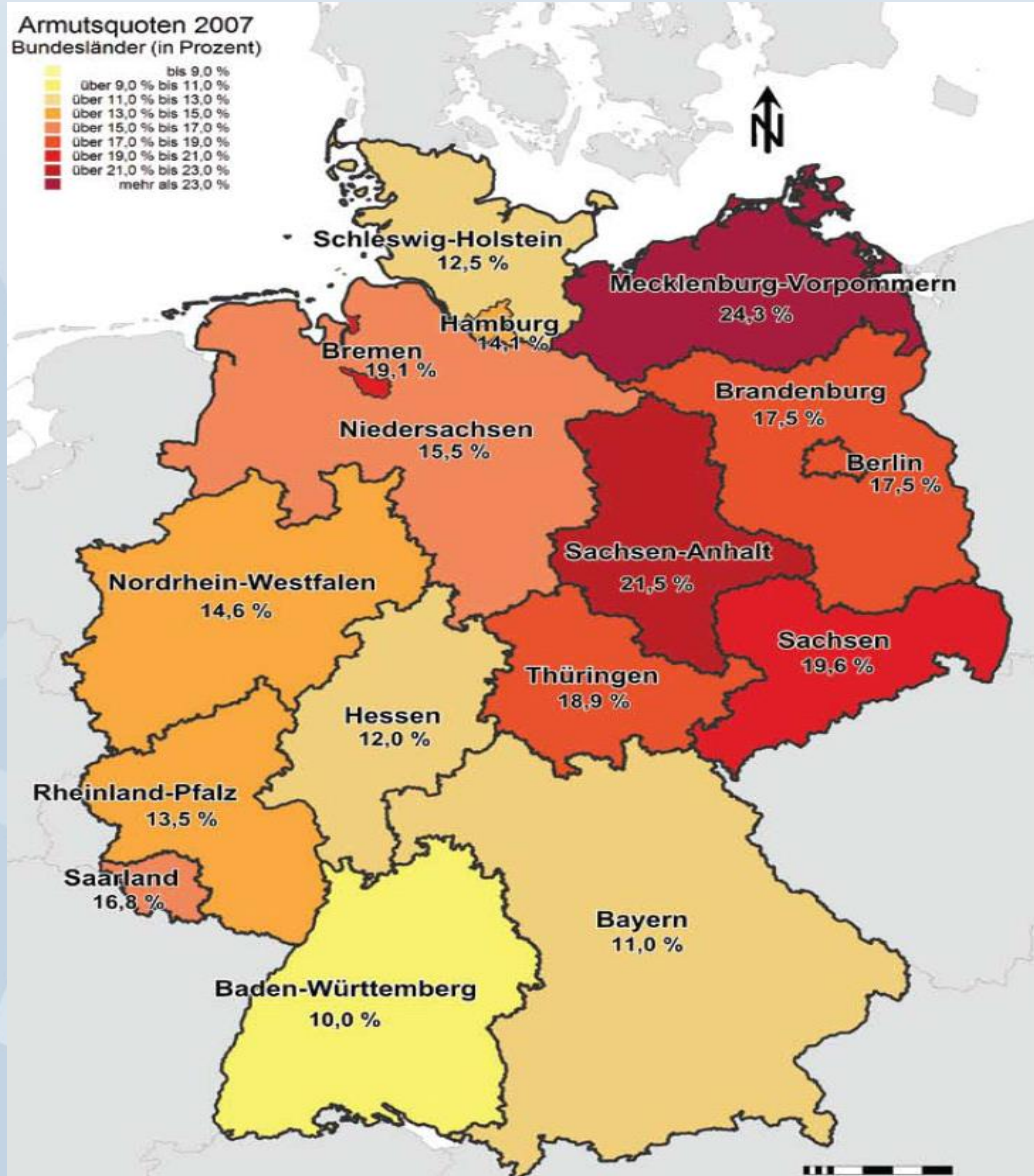 Armutsquoten 2007
Bundesländer (in Prozent)
bis 9,0 %
über 9,0 % bis 11,0 %
über 11,0 % bis 13,0 %
über 13,0 % bis 15,0 %
über 15,0 % bis 17,0 %
über 17,0 % bis 19,0 %
über 19,0 % bis 21,0 %
über 21,0 % bis 23,0 %
mehr als 23,0 %
N
Schleswig-Holstein
12,5 %
Mecklenburg-Vorpommern
24,3 %
Hamburg
14,1 %
Bremen
19,1 %
Brandenburg
17,5 %
Niedersachsen
15,5 %
Berlin
17,5 %
Sachsen-Anhalt
21,5 %
Nordrhein-Westfalen
14,6 %
Sachsen
19,6 %
Thüringen
18,9 %
Hessen
12,0 %
Rheinland-Pfalz
13,5 %
Saarland
16,8 %
Bayern
11,0 %
Baden-Württemberg
10,0 %